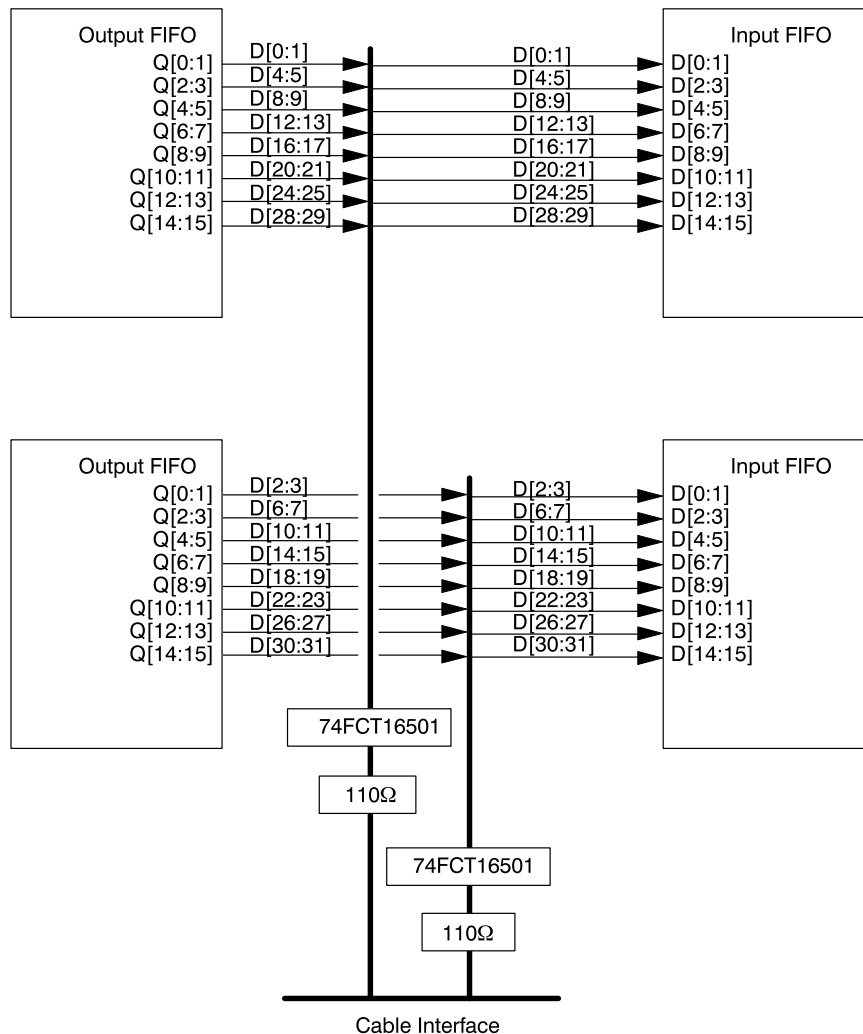 Output FIFO
Q[0:1]
Q[2:3]
Q[4:5]
Q[6:7]
Q[8:9]
Q[10:11]
Q[12:13]
Q[14:15]
D[0:1]
D[4:5]
D[8:9]
D[12:13]
D[16:17]
D[20:21]
D[24:25]
D[28:29]
D[0:1]
D[4:5]
D[8:9]
D[12:13]
D[16:17]
D[20:21]
D[24:25]
D[28:29]
Input FIFO
D[0:1]
D[2:3]
D[4:5]
D[6:7]
D[8:9]
D[10:11]
D[12:13]
D[14:15]
Output FIFO
Q[0:1]
Q[2:3]
Q[4:5]
Q[6:7]
Q[8:9]
Q[10:11]
Q[12:13]
Q[14:15]
D[2:3]
D[6:7]
D[10:11]
D[14:15]
D[18:19]
D[22:23]
D[26:27]
D[30:31]
D[2:3]
D[6:7]
D[10:11]
D[14:15]
D[18:19]
D[22:23]
D[26:27]
D[30:31]
Input FIFO
D[0:1]
D[2:3]
D[4:5]
D[6:7]
D[8:9]
D[10:11]
D[12:13]
D[14:15]
74FCT16501
110Ω
74FCT16501
110Ω
Cable Interface